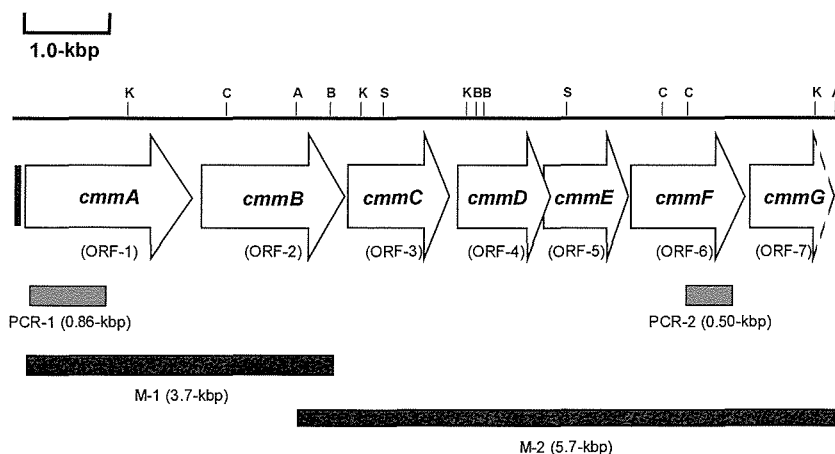 1.0-kbp
K C A B K S K B B S C C K A
cmmA cmmB cmmC cmmD cmmE cmmF cmmG
(ORF-1) (ORF-2) (ORF-3) (ORF-4) (ORF-5) (ORF-6) (ORF-7)
PCR-1 (0.86-kbp) PCR-2 (0.50-kbp)
M-1 (3.7-kbp)
M-2 (5.7-kbp)